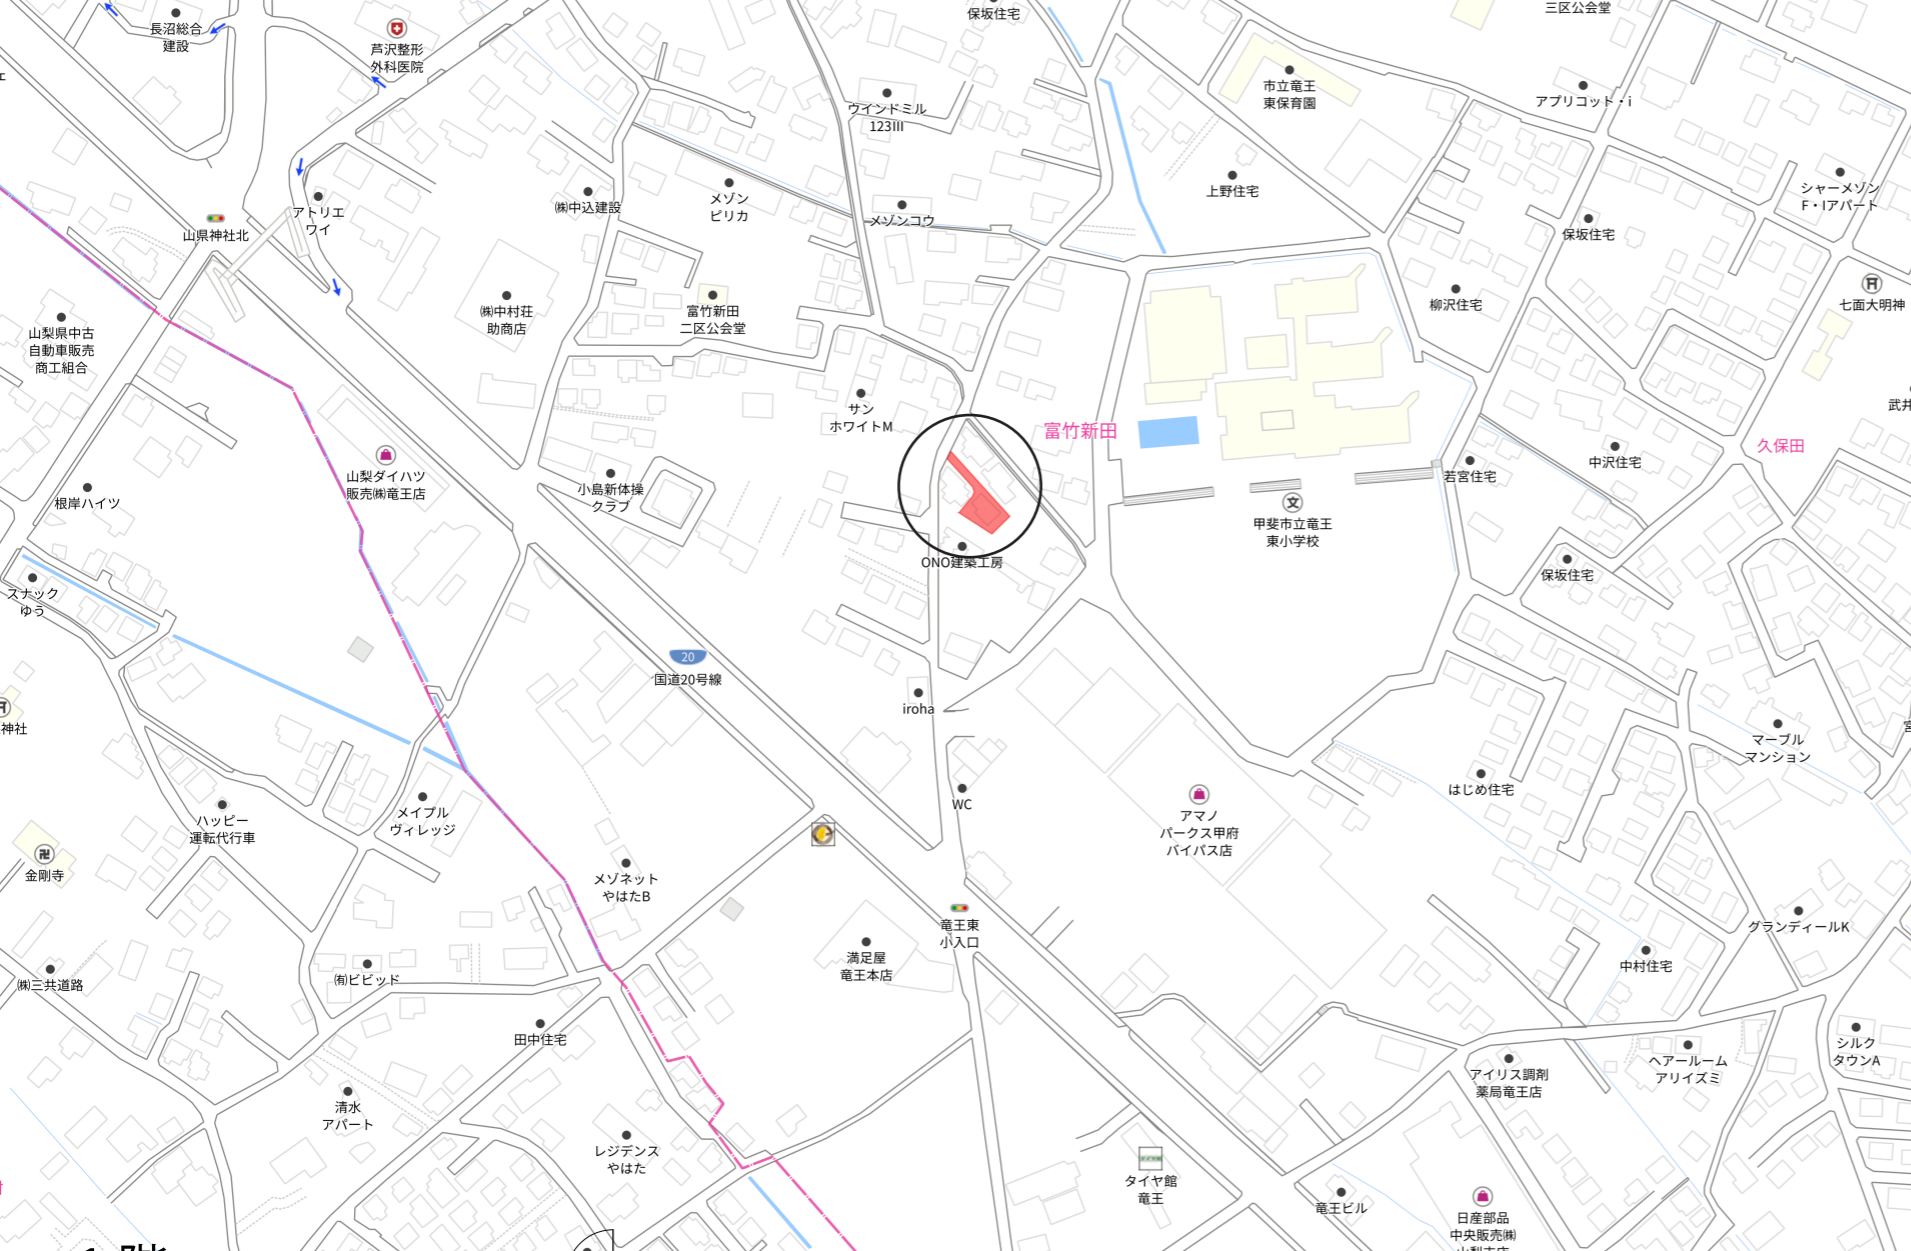 長沼総合
建設
芦沢整形
外科医院
保坂住宅
三区公会堂
ウインドミル
123III
市立竜王
東保育園
アプリコット・i
アトリエ
ワイ
山県神社北
㈱中込建設
メゾン
ビリカ
メゾンコウ
上野住宅
保坂住宅
シャーメゾン
F・Iアパート
七面大明神
柳沢住宅
山梨県中古
自動車販売
商工組合
㈱中村荘
助商店
富竹新田
二区公会堂
サン
ホワイトM
富竹新田
久保田
武井
中沢住宅
若宮住宅
山梨ダイハツ
販売㈱竜王店
根岸ハイツ
小島新体操
クラブ
甲斐市立竜王
東小学校
ONO建築工房
保坂住宅
スナック
ゆう
20
国道20号線
iroha
神社
マーブル
マンション
はじめ住宅
WC
アマノ
パークス甲府
バイパス店
ハッピー
運転代行車
メイプル
ヴィレッジ
金剛寺
メゾネット
やはたB
竜王東
小入口
満足屋
竜王本店
グランディールK
中村住宅
㈱三共道路
㈲ビビッド
田中住宅
シルク
タウンA
ヘアールーム
アリイズミ
アイリス調剤
薬局竜王店
清水
アパート
レジデンス
やはた
タイヤ館
竜王
竜王ビル
日産部品
中央販売㈱